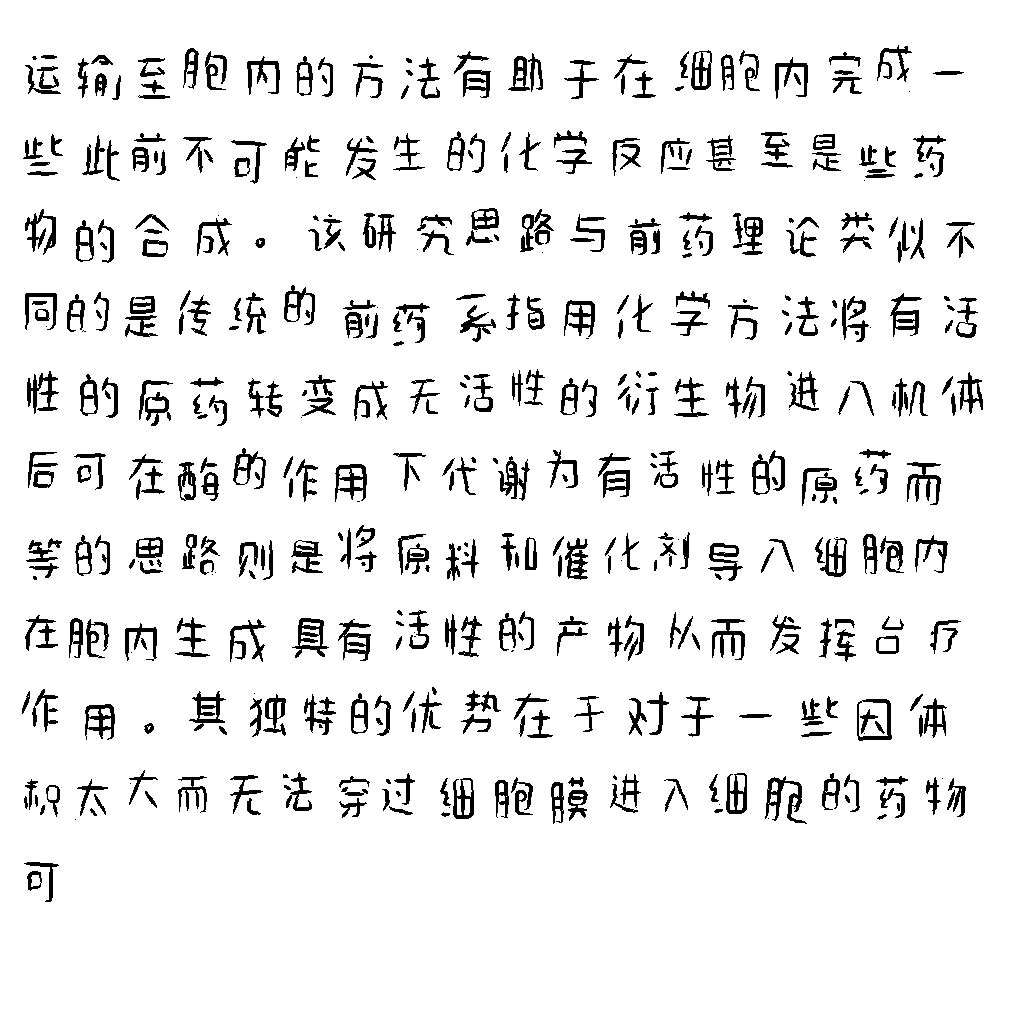 运输至胞内的方法有助于在细胞内完成一
些此前不可能发生的化学反应甚至是些药
物的合成。该研究思路与前药理论类似不
同的是传统的前药系指用化学方法将有活
性的原药转变成无活性的衍生物进入机体
后可在酶的作用下代谢为有活性的原药而
等的思路则是将原料和催化剂导入细胞内
在胞内生成具有活性的产物从而发挥台疗
作用。其独特的优势在于对于一些因体
积太大而无法穿过细胞膜进入细胞的药物
可